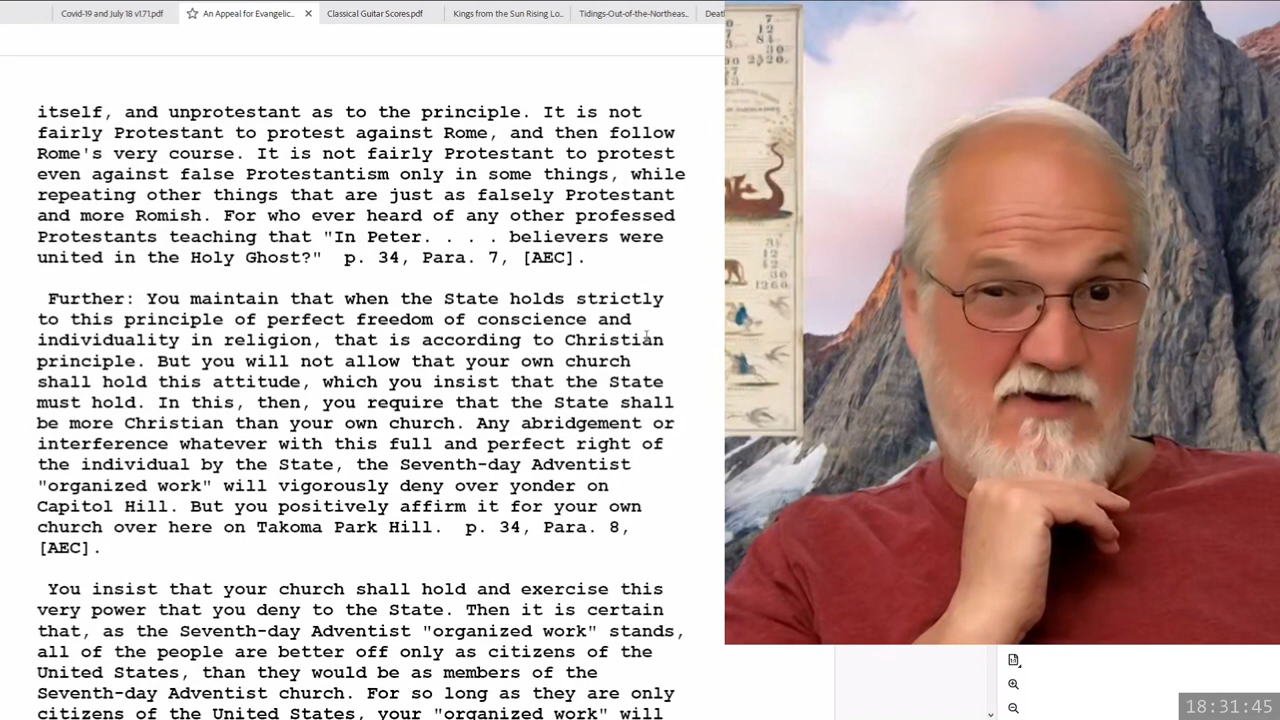 Covid-19 and July 18 v1.71.pdf
An Appeal for Evangelic...
Classical Guitar Scores.pdf
Kings from the Sun Rising Lo...
Tidings-Out-of-the-Northeas...
Death
itself, and unprotestant as to the principle. It is not
fairly Protestant to protest against Rome, and then follow
Rome's very course. It is not fairly Protestant to protest
even against false Protestantism only in some things, while
repeating other things that are just as falsely Protestant
and more Romish. For who ever heard of any other professed
Protestants teaching that "In Peter. . . . believers were
united in the Holy Ghost?"  p. 34, Para. 7, [AEC].
Further: You maintain that when the State holds strictly
to this principle of perfect freedom of conscience and
individuality in religion, that is according to Christian
principle. But you will not allow that your own church
shall hold this attitude, which you insist that the State
must hold. In this, then, you require that the State shall
be more Christian than your own church. Any abridgement or
interference whatever with this full and perfect right of
the individual by the State, the Seventh-day Adventist
"organized work" will vigorously deny over yonder on
Capitol Hill. But you positively affirm it for your own
church over here on Takoma Park Hill.  p. 34, Para. 8,
[AEC].
You insist that your church shall hold and exercise this
very power that you deny to the State. Then it is certain
that, as the Seventh-day Adventist "organized work" stands,
all of the people are better off only as citizens of the
United States, than they would be as members of the
Seventh-day Adventist church. For so long as they are only
citizens of the United States, your "organized work" will
2520
1260
18:31:45